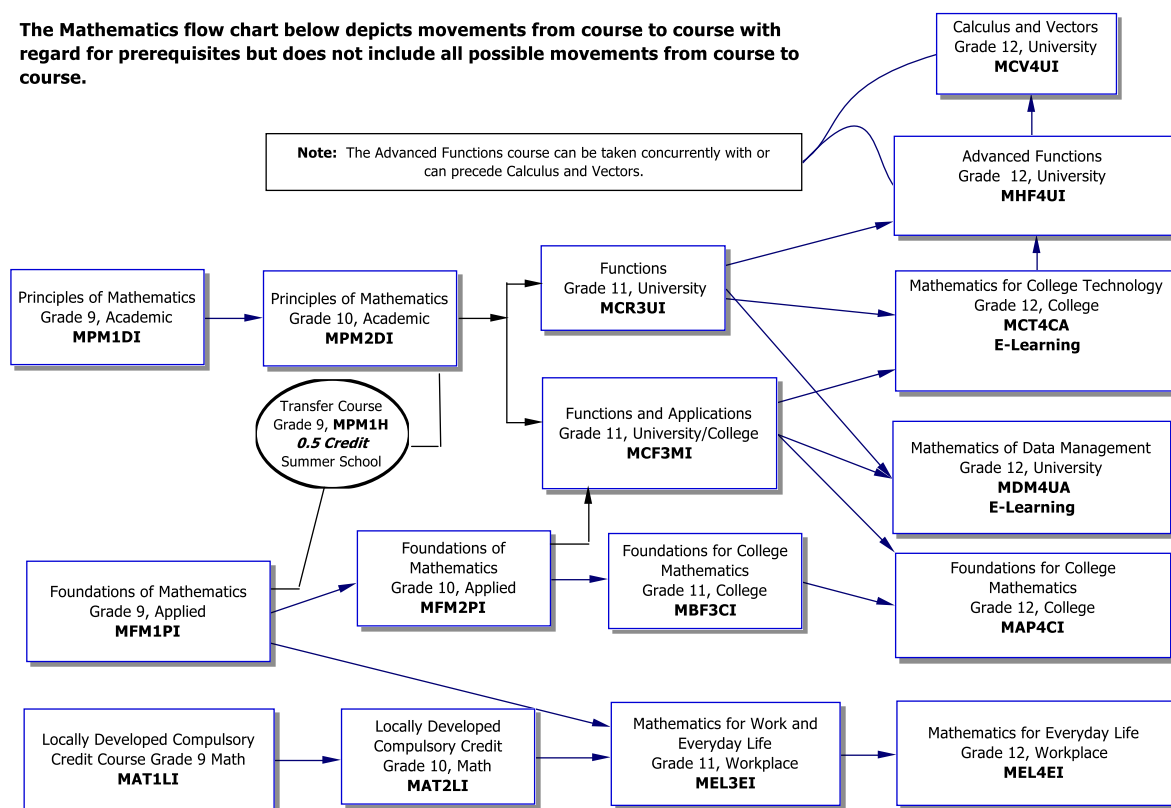 The Mathematics flow chart below depicts movements from course to course with
regard for prerequisites but does not include all possible movements from course to
course.
Calculus and Vectors
Grade 12, University
MCV4UI
Note: The Advanced Functions course can be taken concurrently with or
can precede Calculus and Vectors.
Advanced Functions
Grade 12, University
MHF4UI
Principles of Mathematics
Grade 9, Academic
MPM1DI
Principles of Mathematics
Grade 10, Academic
MPM2DI
Functions
Grade 11, University
MCR3UI
Mathematics for College Technology
Grade 12, College
MCT4CA
E-Learning
Transfer Course
Grade 9, MPM1H
0.5 Credit
Summer School
Functions and Applications
Grade 11, University/College
MCF3MI
Mathematics of Data Management
Grade 12, University
MDM4UA
E-Learning
Foundations of Mathematics
Grade 9, Applied
MFM1PI
Foundations of
Mathematics
Grade 10, Applied
MFM2PI
Foundations for College
Mathematics
Grade 11, College
MBF3CI
Foundations for College
Mathematics
Grade 12, College
MAP4CI
Locally Developed Compulsory
Credit Course Grade 9 Math
MAT1LI
Locally Developed
Compulsory Credit
Grade 10, Math
MAT2LI
Mathematics for Work and
Everyday Life
Grade 11, Workplace
MEL3EI
Mathematics for Everyday Life
Grade 12, Workplace
MEL4EI